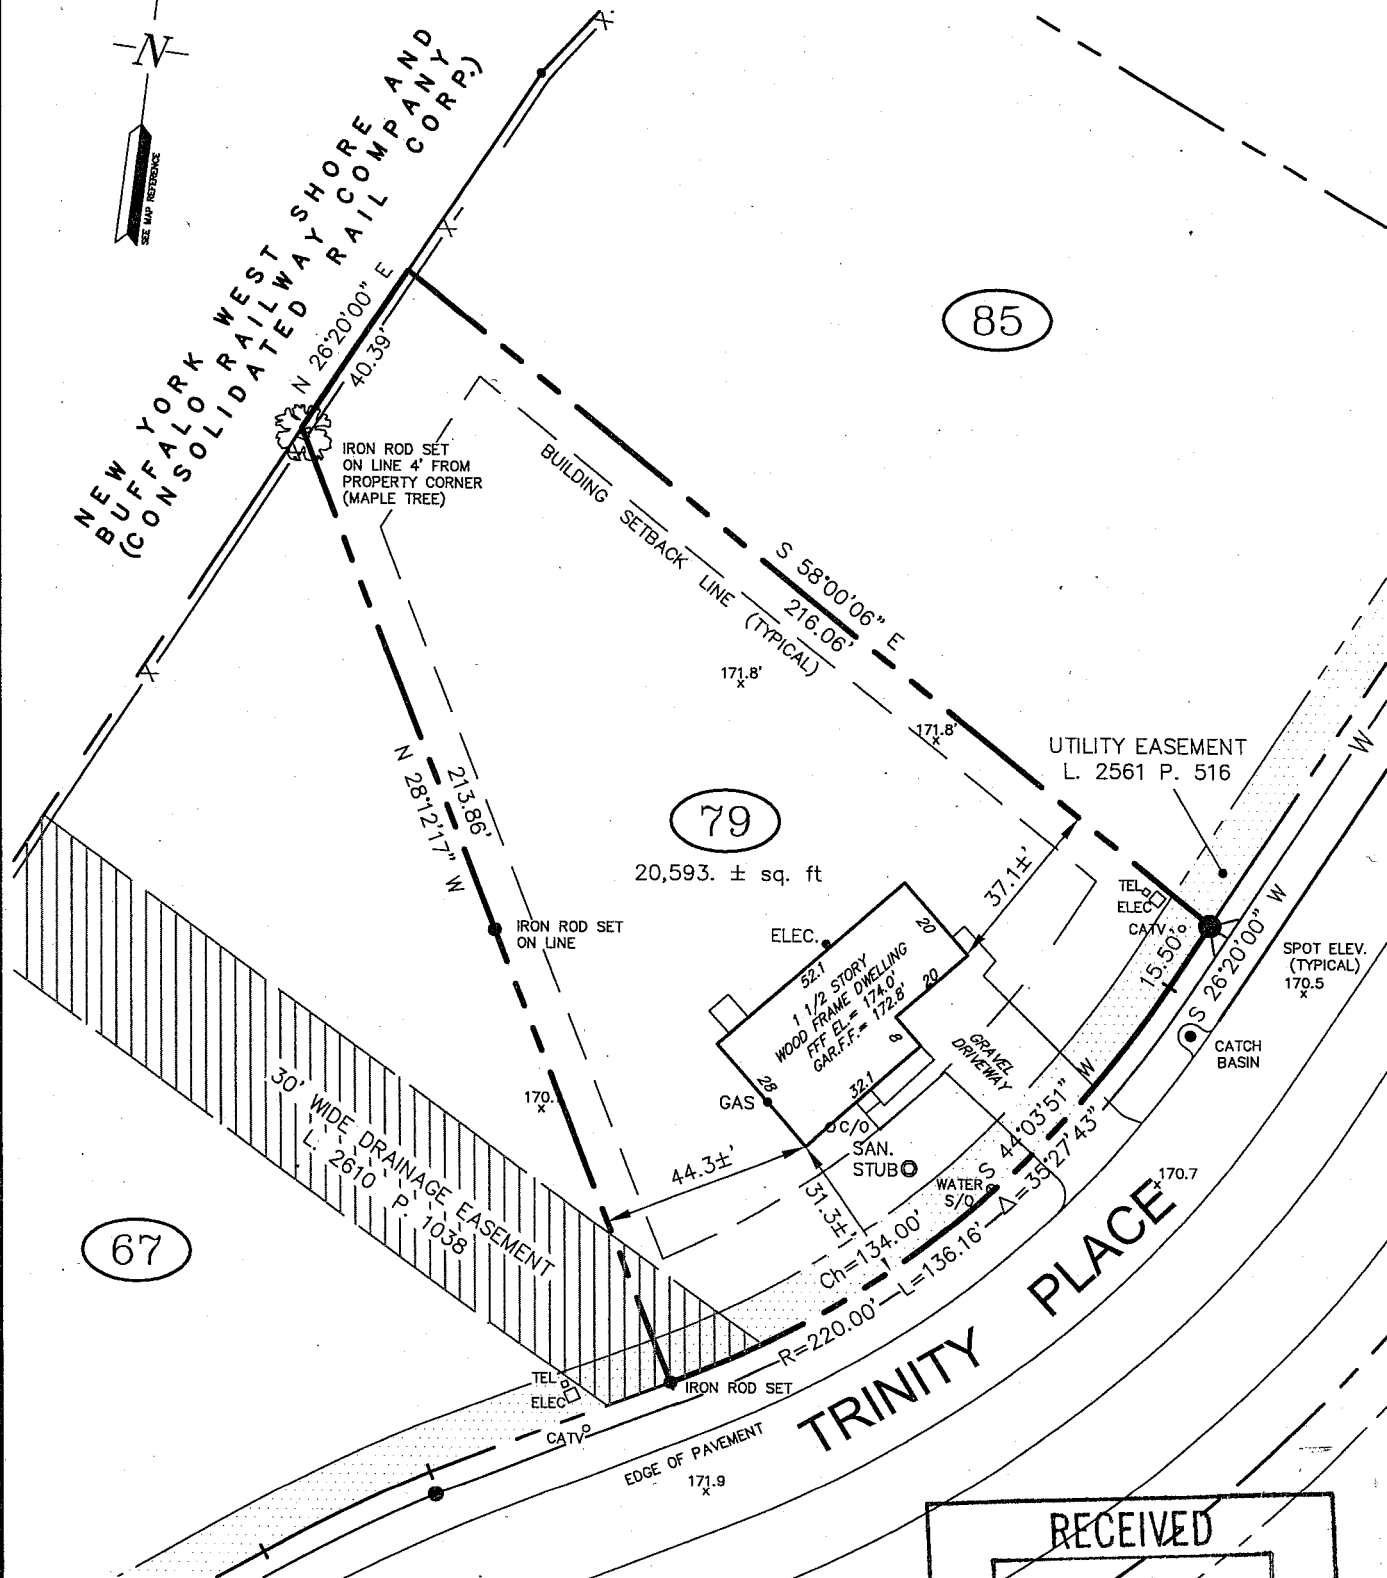 N
SEE MAP REFERENCE
NEW YORK WEST SHORE AND
BUFFALO RAILWAY COMPANY
(CONSOLIDATED RAIL CORP.)
X
X
N 26°20'00" E
40.39'
85
IRON ROD SET
ON LINE 4' FROM
PROPERTY CORNER
(MAPLE TREE)
BUILDING SETBACK LINE (TYPICAL)
S 58°00'06" E
216.06'
171.8'
x
171.8'
x
X
UTILITY EASEMENT
L. 2561 P. 516
W
N 28°12'17" W
213.86'
79
20,593. ± sq. ft
37.1±'
TEL
ELEC
CATV
IRON ROD SET
ON LINE
ELEC.
52.1
20
20
1 1/2 STORY
WOOD FRAME DWELLING
FFF EL.= 174.0'
GAR.F.F.= 172.8'
8
28
32.1
15.50'
S 26°20'00" W
SPOT ELEV.
(TYPICAL)
170.5
x
CATCH
BASIN
GRAVEL
DRIVEWAY
GAS
C/O
SAN.
STUB
170.
x
30' WIDE DRAINAGE EASEMENT
L. 2610 P. 1038
44.3±'
31.3±'
WATER
S/O
S 44°03'51" W
Ch=134.00'
R=220.00'
L=136.16'
Δ=35°27'43"
170.7
x
67
TRINITY PLACE
TEL
ELEC
CATV
IRON ROD SET
EDGE OF PAVEMENT
171.9
x
RECEIVED